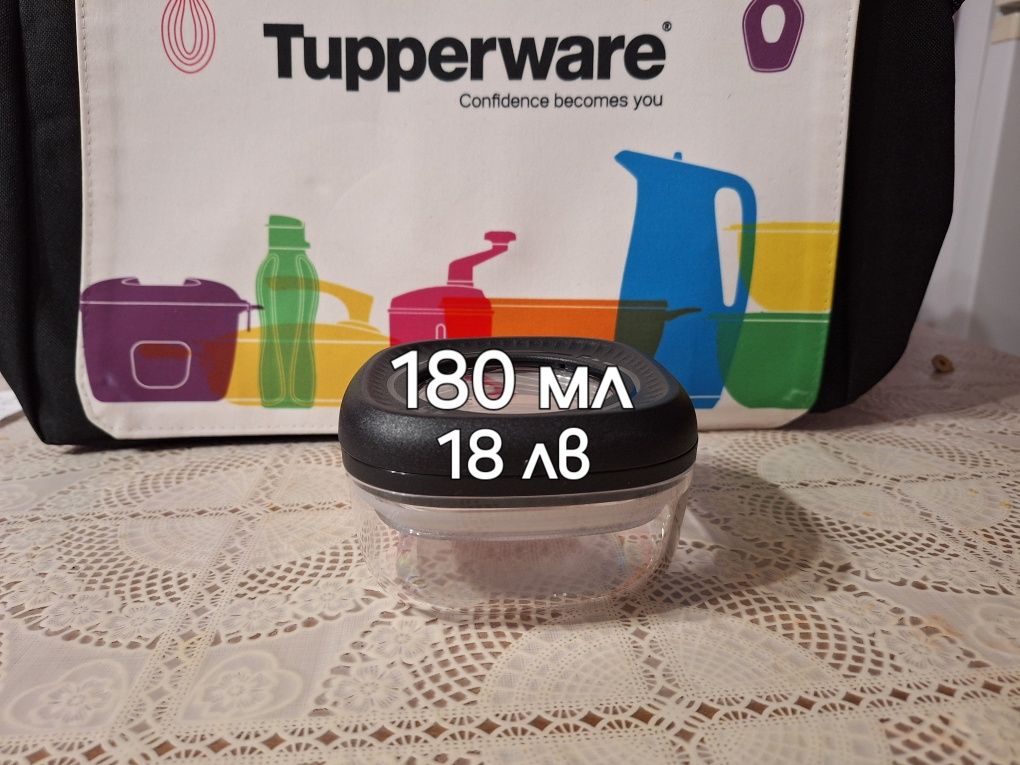 Tupperware®
Confidence becomes you
180 мл
18 лв